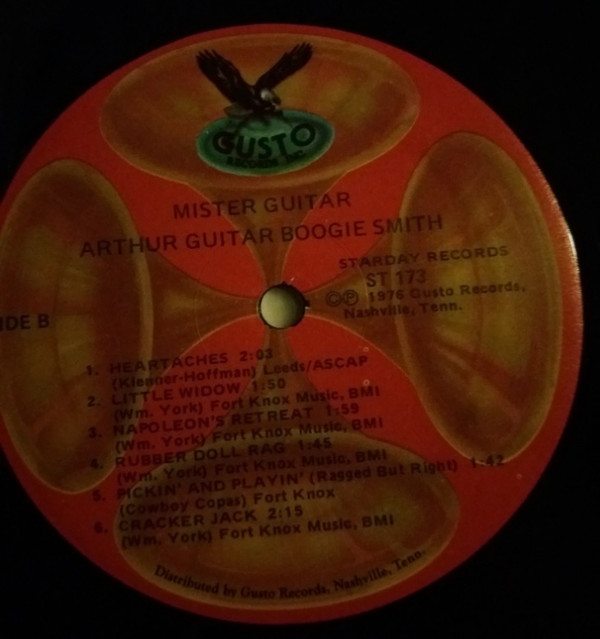 GUSTO
RECORDS INC.
MISTER GUITAR
ARTHUR GUITAR BOOGIE SMITH
STARDAY RECORDS
ST 173
©℗ 1976 Gusto Records,
Nashville, Tenn.
IDE B
1. HEARTACHES 2:03
(Klenner-Hoffman) Leeds/ASCAP
2. LITTLE WIDOW 1:50
(Wm. York) Fort Knox Music, BMI
3. NAPOLEON'S RETREAT 1:59
(Wm. York) Fort Knox Music, BMI
4. RUBBER DOLL RAG 1:45
(Wm. York) Fort Knox Music, BMI
5. PICKIN' AND PLAYIN' (Ragged But Right) 1:42
(Cowboy Copas) Fort Knox
6. CRACKER JACK 2:15
(Wm. York) Fort Knox Music, BMI
Distributed by Gusto Records, Nashville, Tenn.